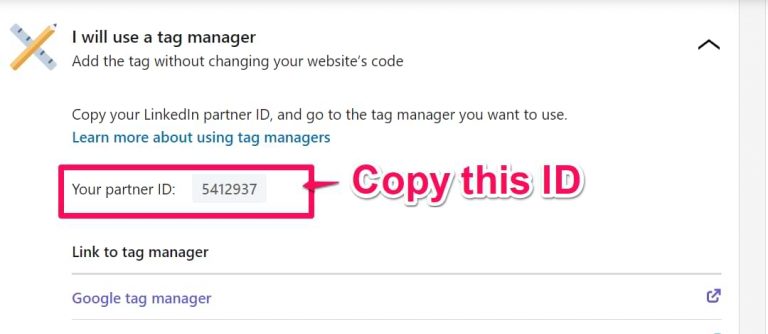 I will use a tag manager
Add the tag without changing your website's code
Copy your LinkedIn partner ID, and go to the tag manager you want to use.
Learn more about using tag managers
Your partner ID: 5412937
Copy this ID
Link to tag manager
Google tag manager